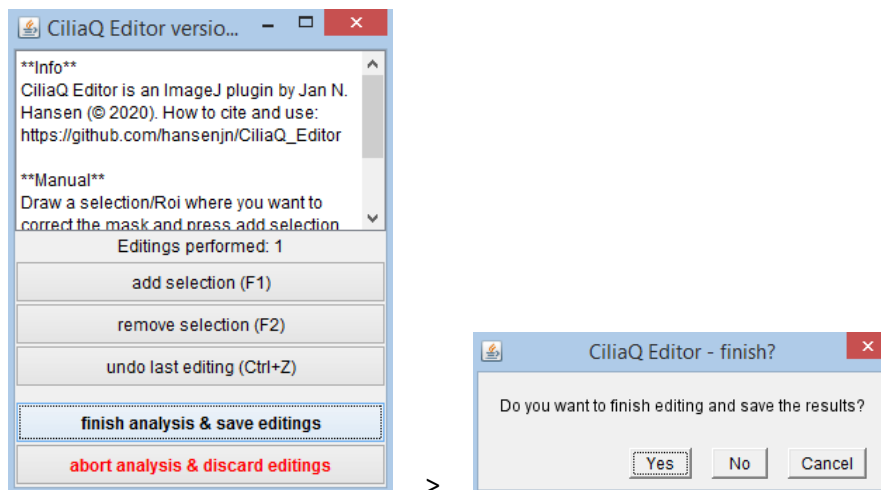 CiliaQ Editor versio...
**Info**
CiliaQ Editor is an ImageJ plugin by Jan N.
Hansen (© 2020). How to cite and use:
https://github.com/hansenjn/CiliaQ_Editor
**Manual**
Draw a selection/Roi where you want to
correct the mask and press add selection
Editings performed: 1
add selection (F1)
remove selection (F2)
undo last editing (Ctrl+Z)
finish analysis & save editings
abort analysis & discard editings
>
CiliaQ Editor - finish?
Do you want to finish editing and save the results?
Yes No Cancel